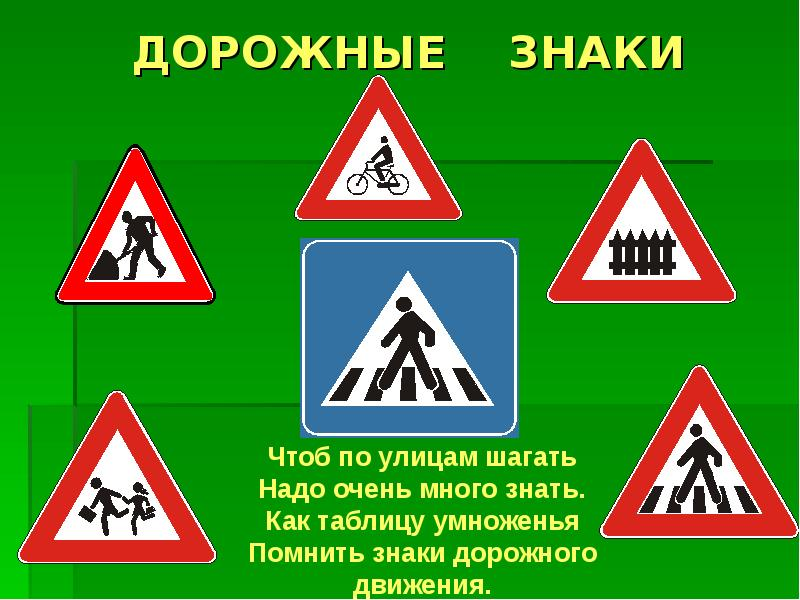 ДОРОЖНЫЕ ЗНАКИ
Чтоб по улицам шагать
Надо очень много знать.
Как таблицу умноженья
Помнить знаки дорожного
движения.